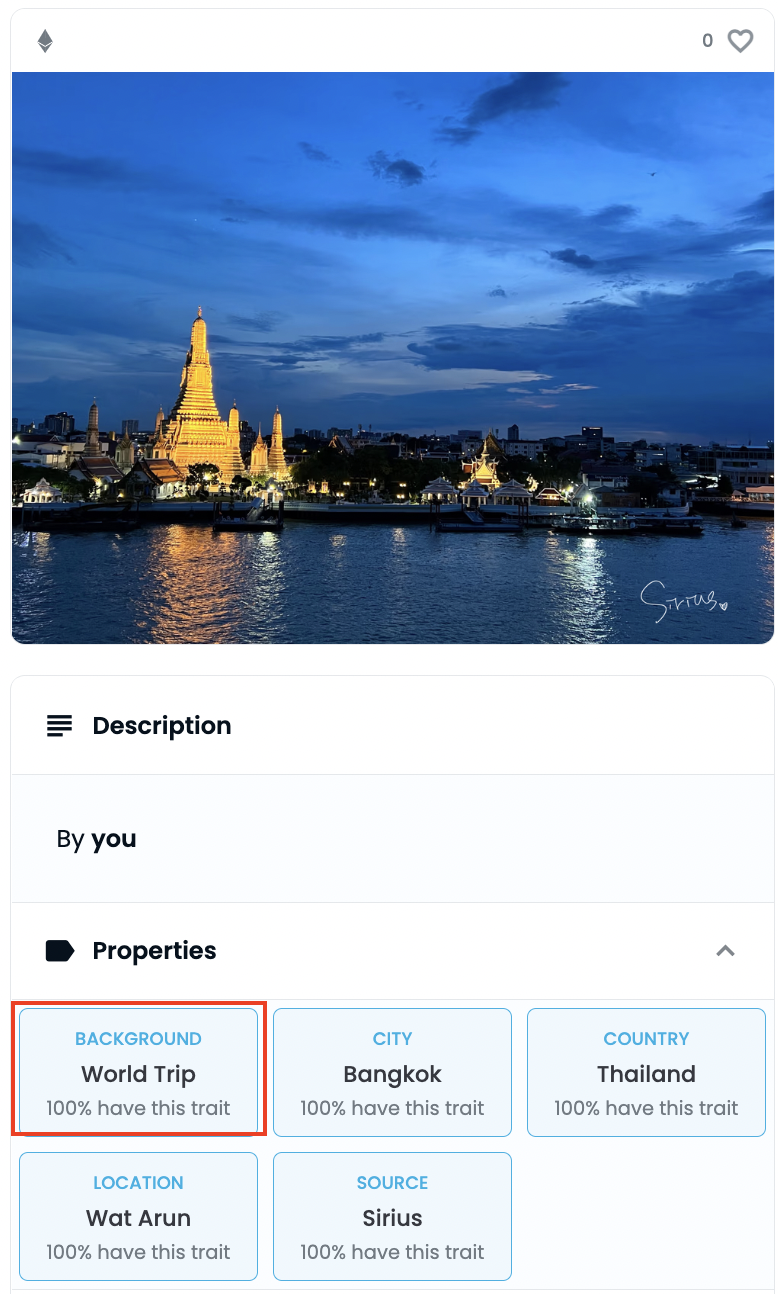 0
Sirius
Description
By you
Properties
BACKGROUND
World Trip
100% have this trait
CITY
Bangkok
100% have this trait
COUNTRY
Thailand
100% have this trait
LOCATION
Wat Arun
100% have this trait
SOURCE
Sirius
100% have this trait